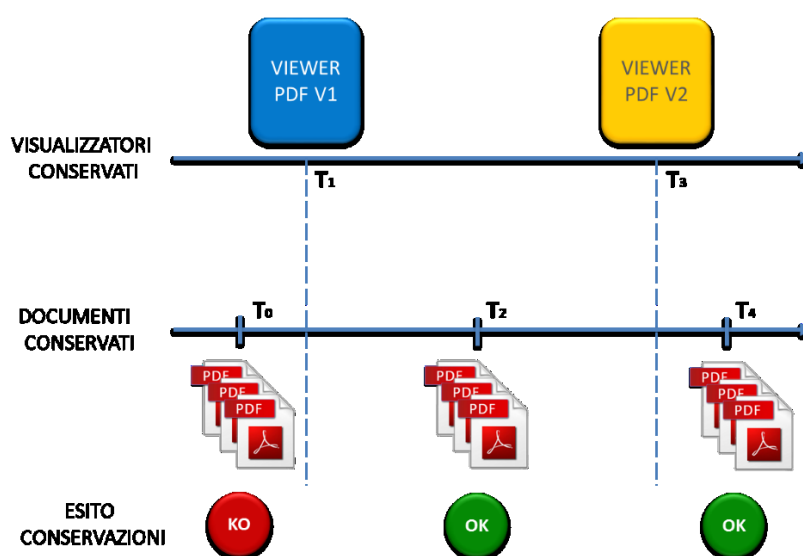 VIEWER
PDF V1
VIEWER
PDF V2
VISUALIZZATORI
CONSERVATI
T1
T3
DOCUMENTI
CONSERVATI
T0
T2
T4
PDF
PDF
PDF
PDF
PDF
PDF
PDF
PDF
PDF
ESITO
CONSERVAZIONI
KO
OK
OK